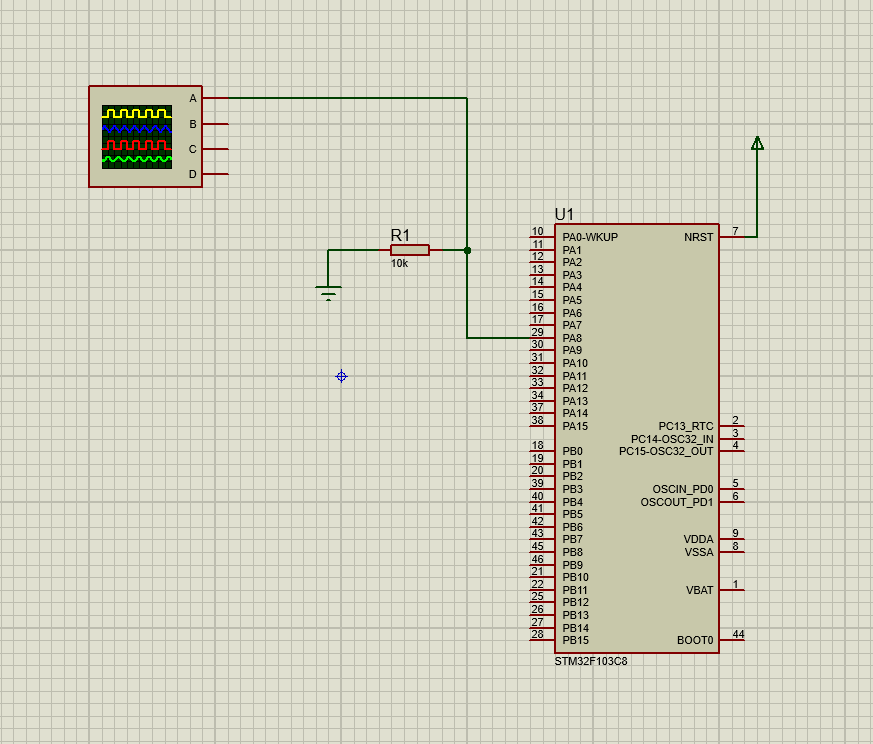 A
B
C
D
R1
10k
U1
10 PA0-WKUP NRST 7
11 PA1
12 PA2
13 PA3
14 PA4
15 PA5
16 PA6
17 PA7
29 PA8
30 PA9
31 PA10
32 PA11
33 PA12
34 PA13
37 PA14
38 PA15 PC13_RTC 2
PC14-OSC32_IN 3
18 PB0 PC15-OSC32_OUT 4
19 PB1
20 PB2
39 PB3 OSCIN_PD0 5
40 PB4 OSCOUT_PD1 6
41 PB5
42 PB6
43 PB7 VDDA 9
45 PB8 VSSA 8
46 PB9
21 PB10
22 PB11 VBAT 1
25 PB12
26 PB13
27 PB14
28 PB15 BOOT0 44
STM32F103C8